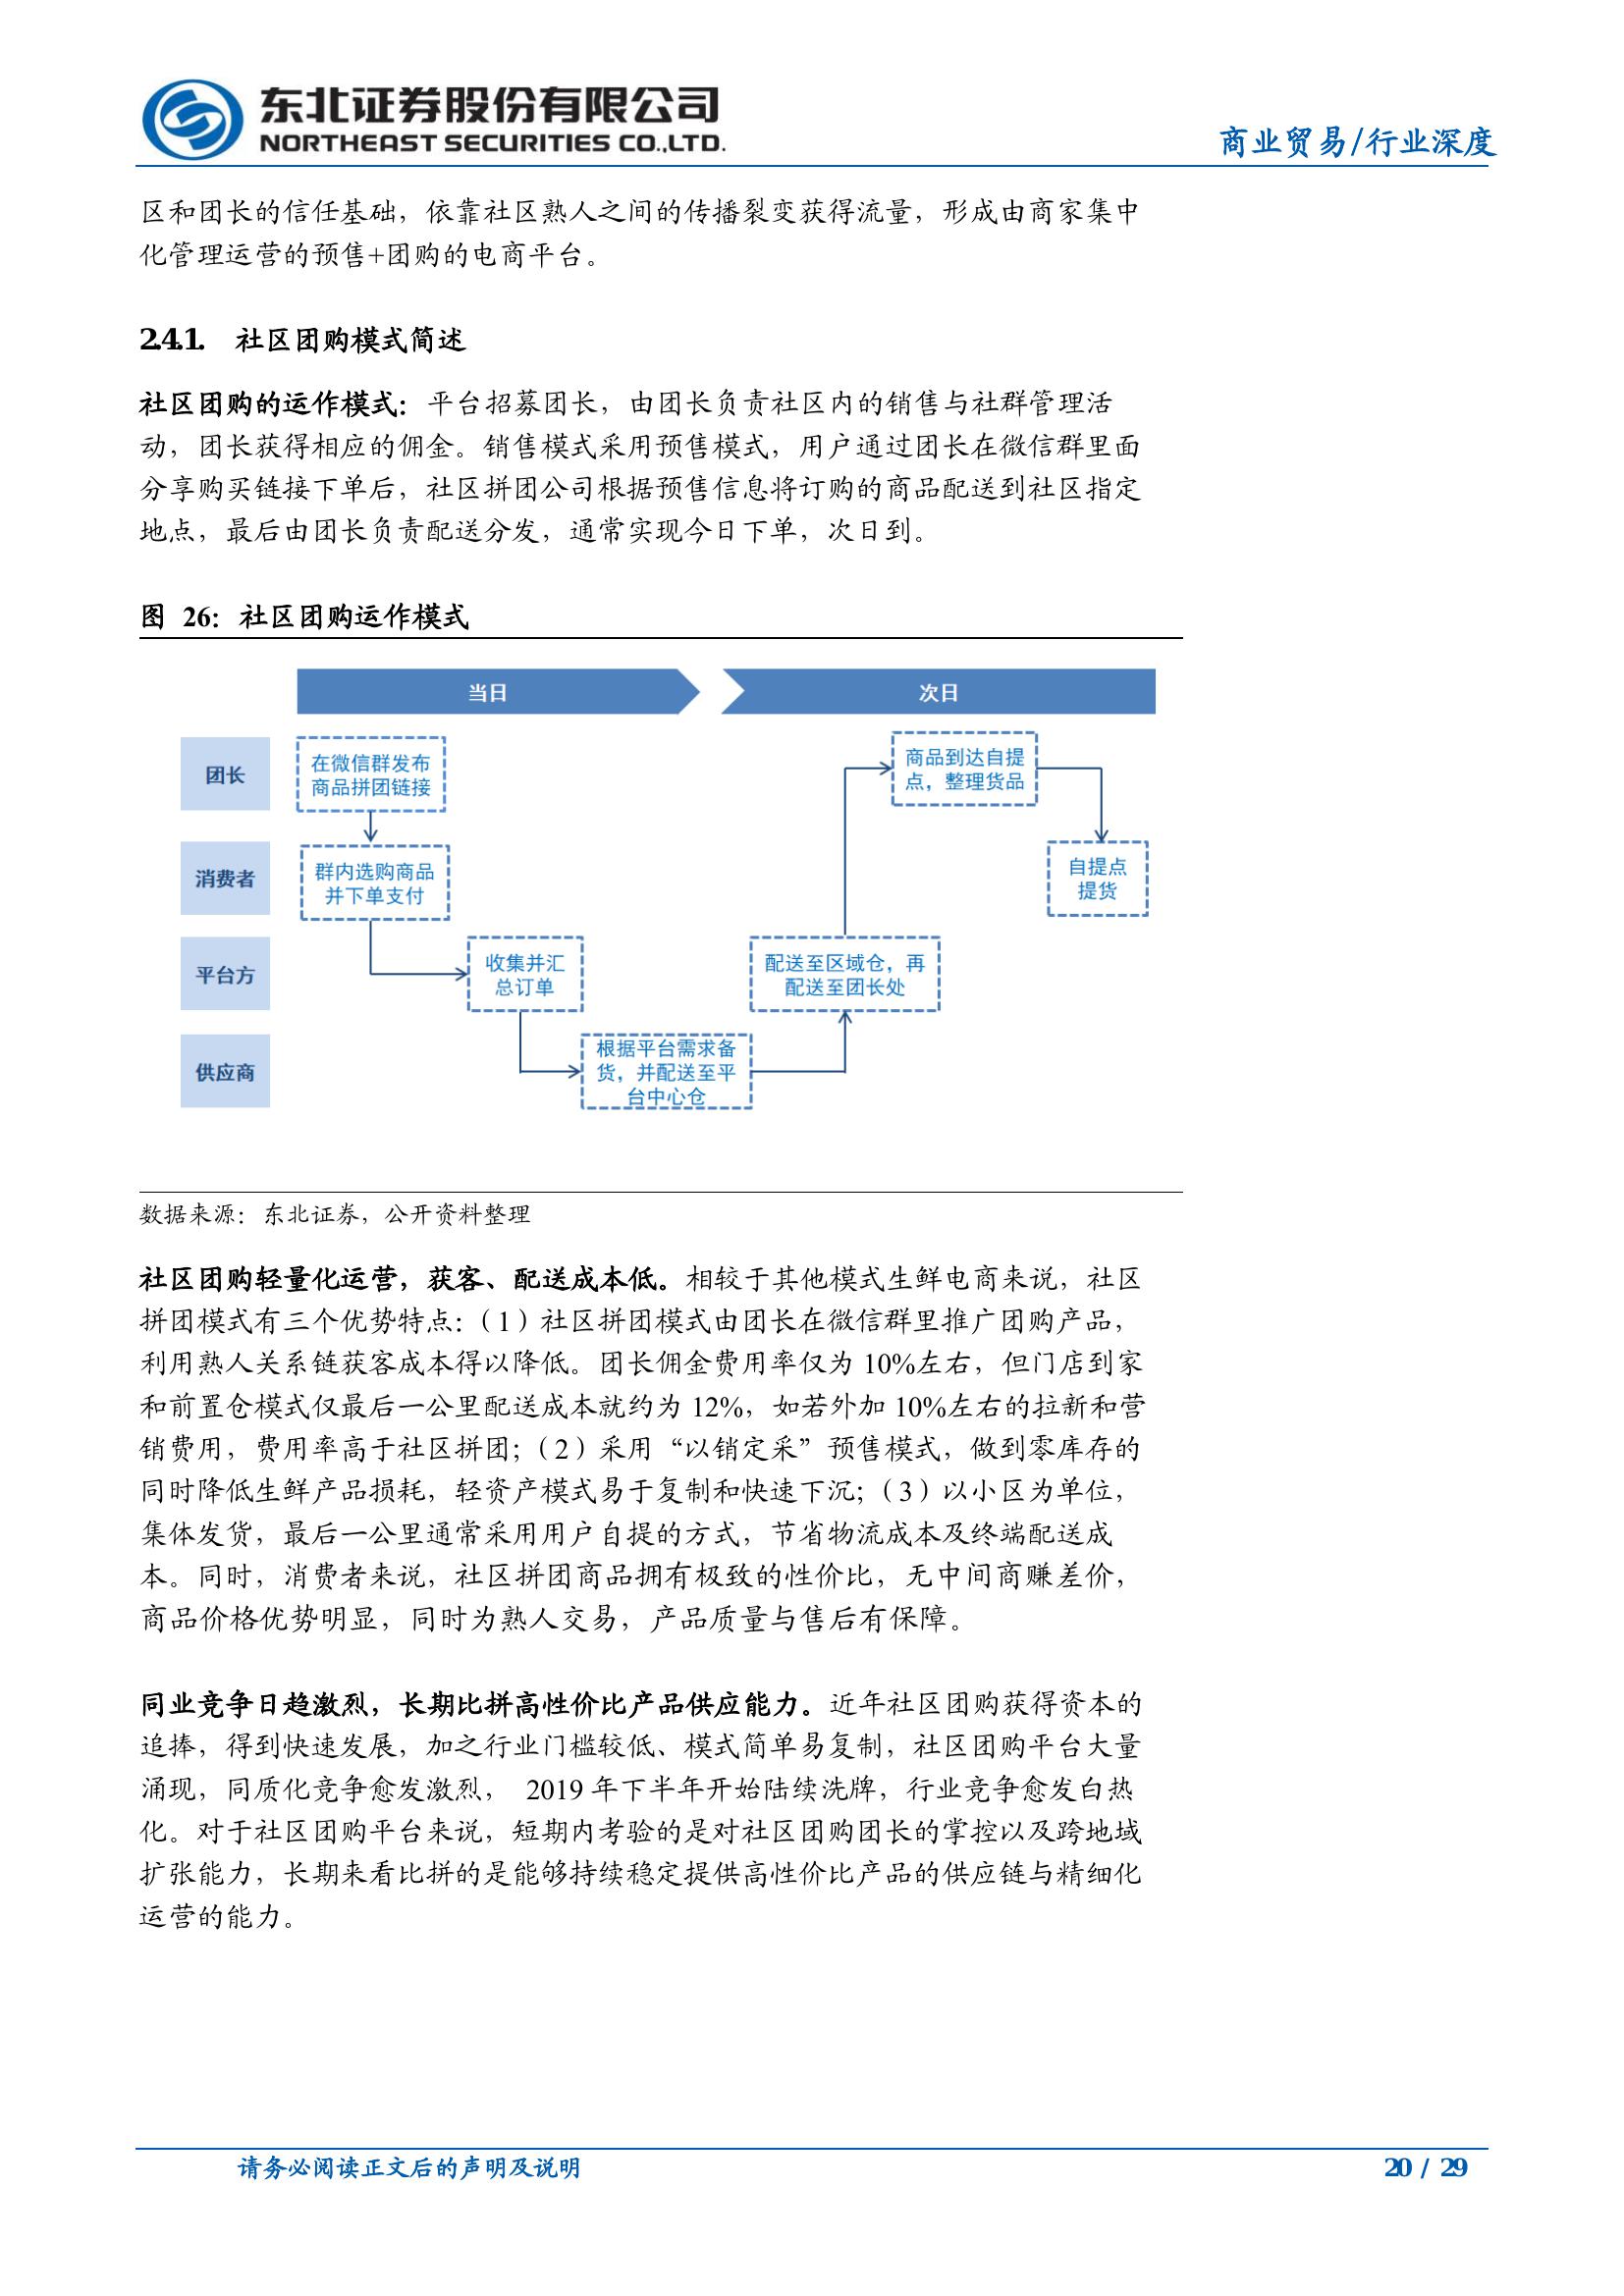 东北证券股份有限公司
NORTHEAST SECURITIES CO.,LTD.
商业贸易/行业深度
区和团长的信任基础，依靠社区熟人之间的传播裂变获得流量，形成由商家集中
化管理运营的预售+团购的电商平台。
2.4.1. 社区团购模式简述
社区团购的运作模式：平台招募团长，由团长负责社区内的销售与社群管理活
动，团长获得相应的佣金。销售模式采用预售模式，用户通过团长在微信群里面
分享购买链接下单后，社区拼团公司根据预售信息将订购的商品配送到社区指定
地点，最后由团长负责配送分发，通常实现今日下单，次日到。
图 26：社区团购运作模式
当日
次日
团长
在微信群发布
商品拼团链接
商品到达自提
点，整理货品
消费者
群内选购商品
并下单支付
自提点
提货
平台方
收集并汇
总订单
配送至区域仓，再
配送至团长处
供应商
根据平台需求备
货，并配送至平
台中心仓
数据来源：东北证券，公开资料整理
社区团购轻量化运营，获客、配送成本低。相较于其他模式生鲜电商来说，社区
拼团模式有三个优势特点：（1）社区拼团模式由团长在微信群里推广团购产品，
利用熟人关系链获客成本得以降低。团长佣金费用率仅为 10%左右，但门店到家
和前置仓模式仅最后一公里配送成本就约为 12%，如若外加 10%左右的拉新和营
销费用，费用率高于社区拼团；（2）采用“以销定采”预售模式，做到零库存的
同时降低生鲜产品损耗，轻资产模式易于复制和快速下沉；（3）以小区为单位，
集体发货，最后一公里通常采用用户自提的方式，节省物流成本及终端配送成
本。同时，消费者来说，社区拼团商品拥有极致的性价比，无中间商赚差价，
商品价格优势明显，同时为熟人交易，产品质量与售后有保障。
同业竞争日趋激烈，长期比拼高性价比产品供应能力。近年社区团购获得资本的
追捧，得到快速发展，加之行业门槛较低、模式简单易复制，社区团购平台大量
涌现，同质化竞争愈发激烈， 2019 年下半年开始陆续洗牌，行业竞争愈发白热
化。对于社区团购平台来说，短期内考验的是对社区团购团长的掌控以及跨地域
扩张能力，长期来看比拼的是能够持续稳定提供高性价比产品的供应链与精细化
运营的能力。
请务必阅读正文后的声明及说明
20 / 29